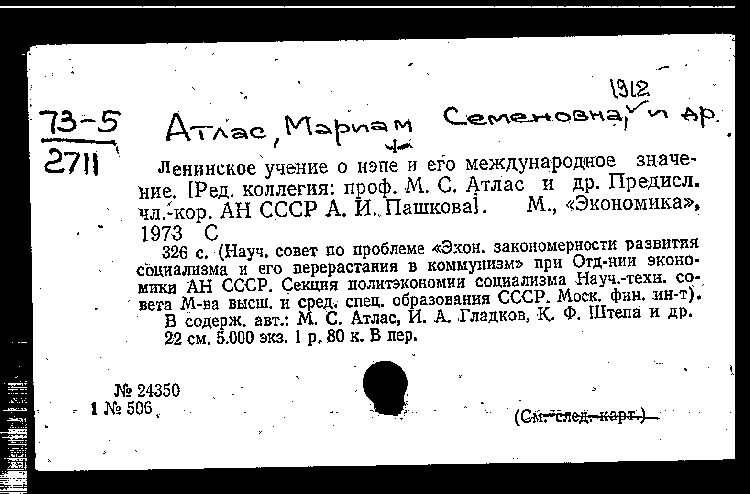 1912
73-5
2711
Атлас, Мариам Семеновна, и др.
Ленинское учение о нэпе и его международное значе-
ние. [Ред. коллегия: проф. М. С. Атлас и др. Предисл.
чл.-кор. АН СССР А. И. Пашкова]. М., «Экономика»,
1973 С
326 с. (Науч. совет по проблеме «Экон. закономерности развития
социализма и его перерастания в коммунизм» при Отд-нии эконо-
мики АН СССР. Секция политэкономии социализма Науч.-техн. со-
вета М-ва высш. и сред. спец. образования СССР. Моск. фин. ин-т).
В содерж. авт.: М. С. Атлас, И. А. Гладков, К. Ф. Штепа и др.
22 см. 5.000 экз. 1 р. 80 к. В пер.
№ 24350
1 № 506
(См. след. карт.)